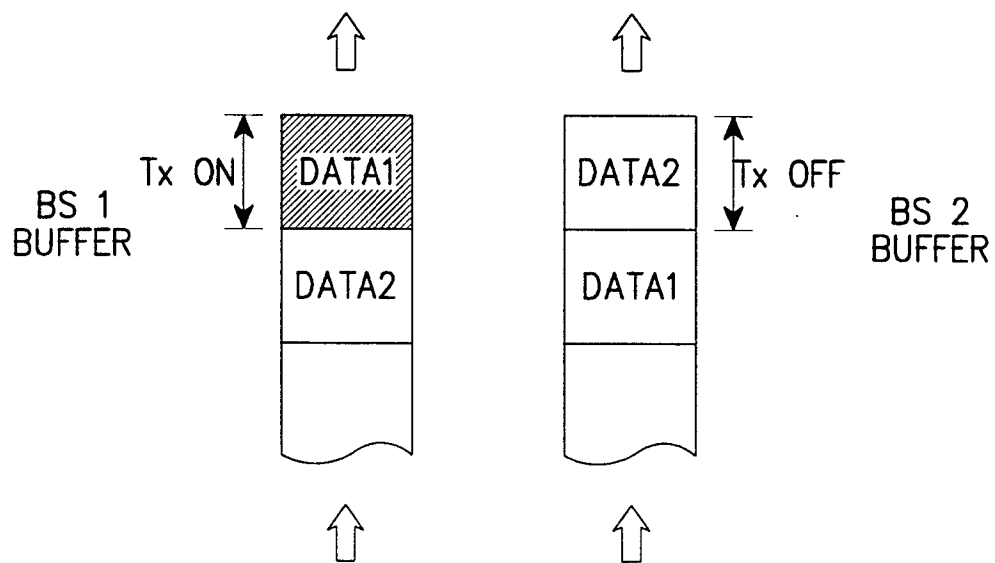 Tx ON
DATA1
DATA2
Tx OFF
BS 1
BUFFER
BS 2
BUFFER
DATA2
DATA1